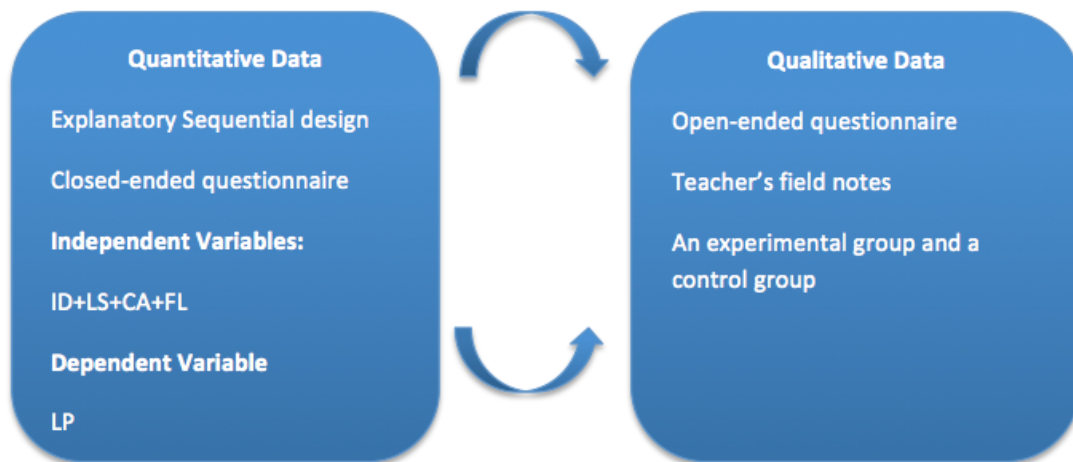 Quantitative Data
Explanatory Sequential design
Closed-ended questionnaire
Independent Variables:
ID+LS+CA+FL
Dependent Variable
LP
Qualitative Data
Open-ended questionnaire
Teacher’s field notes
An experimental group and a
control group